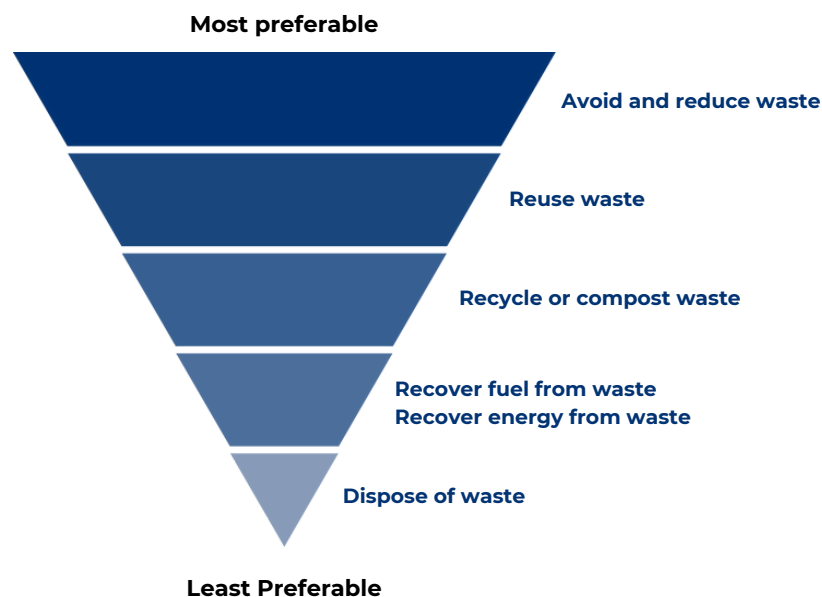 Most preferable
Avoid and reduce waste
Reuse waste
Recycle or compost waste
Recover fuel from waste
Recover energy from waste
Dispose of waste
Least Preferable